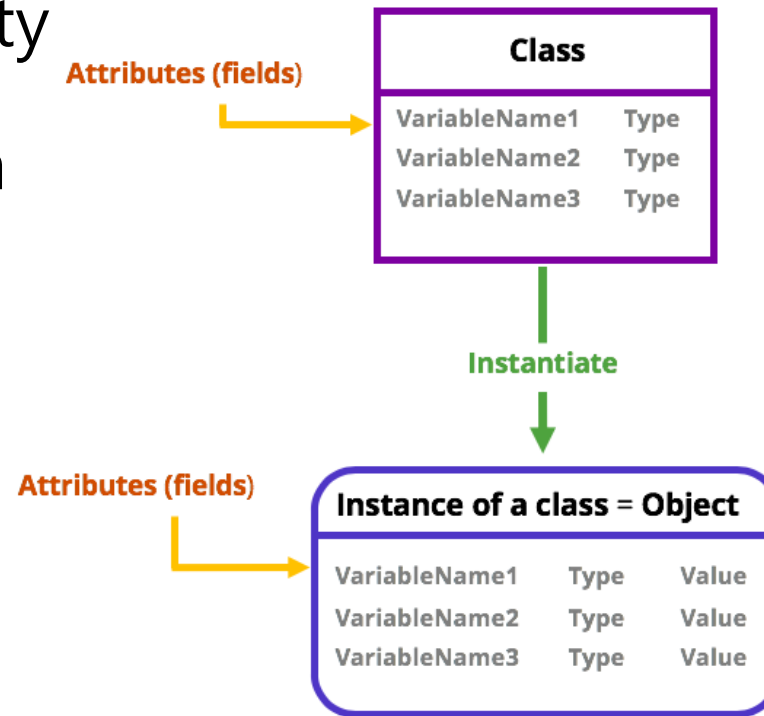 ty
Attributes (fields)
Class
n
VariableName1 Type
VariableName2 Type
VariableName3 Type
Instantiate
Attributes (fields)
Instance of a class = Object
VariableName1 Type Value
VariableName2 Type Value
VariableName3 Type Value